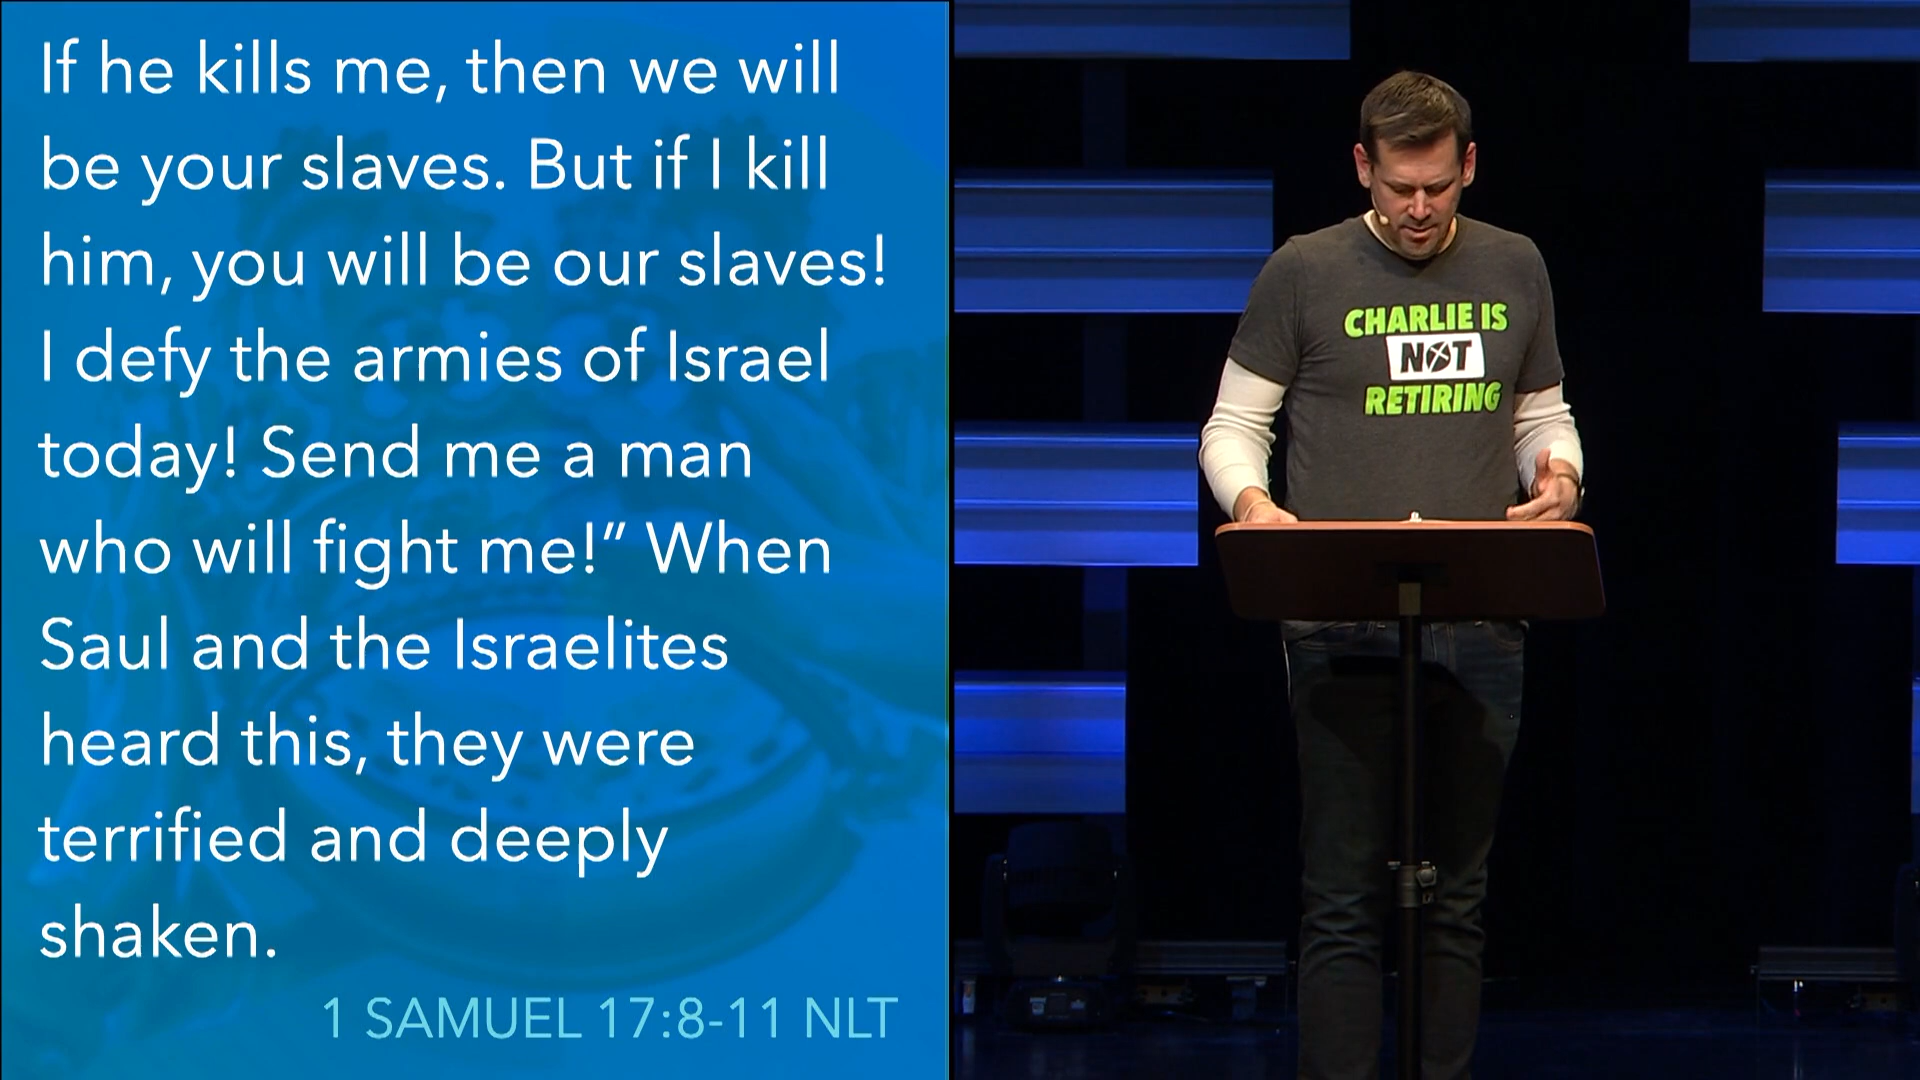 If he kills me, then we will
be your slaves. But if I kill
him, you will be our slaves!
I defy the armies of Israel
today! Send me a man
who will fight me!” When
Saul and the Israelites
heard this, they were
terrified and deeply
shaken.
1 SAMUEL 17:8-11 NLT
CHARLIE IS
NOT
RETIRING